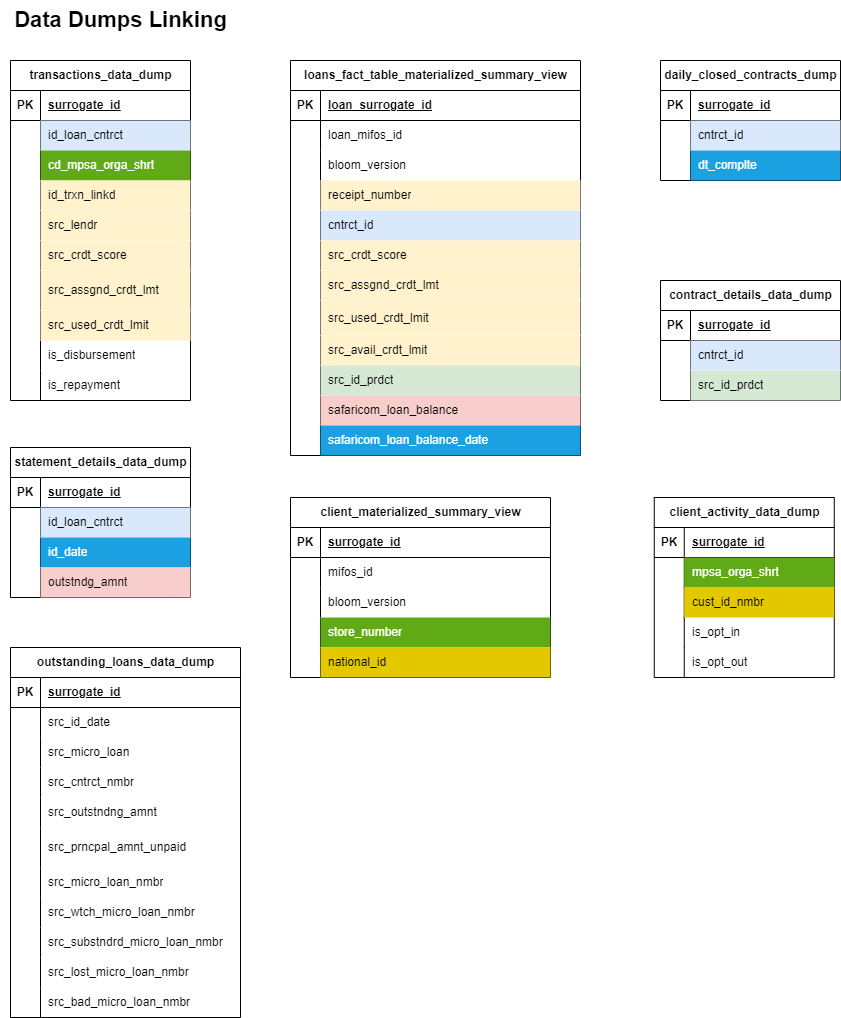 Data Dumps Linking
transactions_data_dump
PK surrogate_id
id_loan_cntrct
cd_mpsa_orga_shrt
id_trxn_linkd
src_lendr
src_crdt_score
src_assgnd_crdt_lmt
src_used_crdt_lmit
is_disbursement
is_repayment
loans_fact_table_materialized_summary_view
PK loan_surrogate_id
loan_mifos_id
bloom_version
receipt_number
cntrct_id
src_crdt_score
src_assgnd_crdt_lmt
src_used_crdt_lmit
src_avail_crdt_lmit
src_id_prdct
safaricom_loan_balance
safaricom_loan_balance_date
daily_closed_contracts_dump
PK surrogate_id
cntrct_id
dt_complte
contract_details_data_dump
PK surrogate_id
cntrct_id
src_id_prdct
statement_details_data_dump
PK surrogate_id
id_loan_cntrct
id_date
outstndg_amnt
client_materialized_summary_view
PK surrogate_id
mifos_id
bloom_version
store_number
national_id
client_activity_data_dump
PK surrogate_id
mpsa_orga_shrt
cust_id_nmbr
is_opt_in
is_opt_out
outstanding_loans_data_dump
PK surrogate_id
src_id_date
src_micro_loan
src_cntrct_nmbr
src_outstndng_amnt
src_prncpal_amnt_unpaid
src_micro_loan_nmbr
src_wtch_micro_loan_nmbr
src_substndrd_micro_loan_nmbr
src_lost_micro_loan_nmbr
src_bad_micro_loan_nmbr